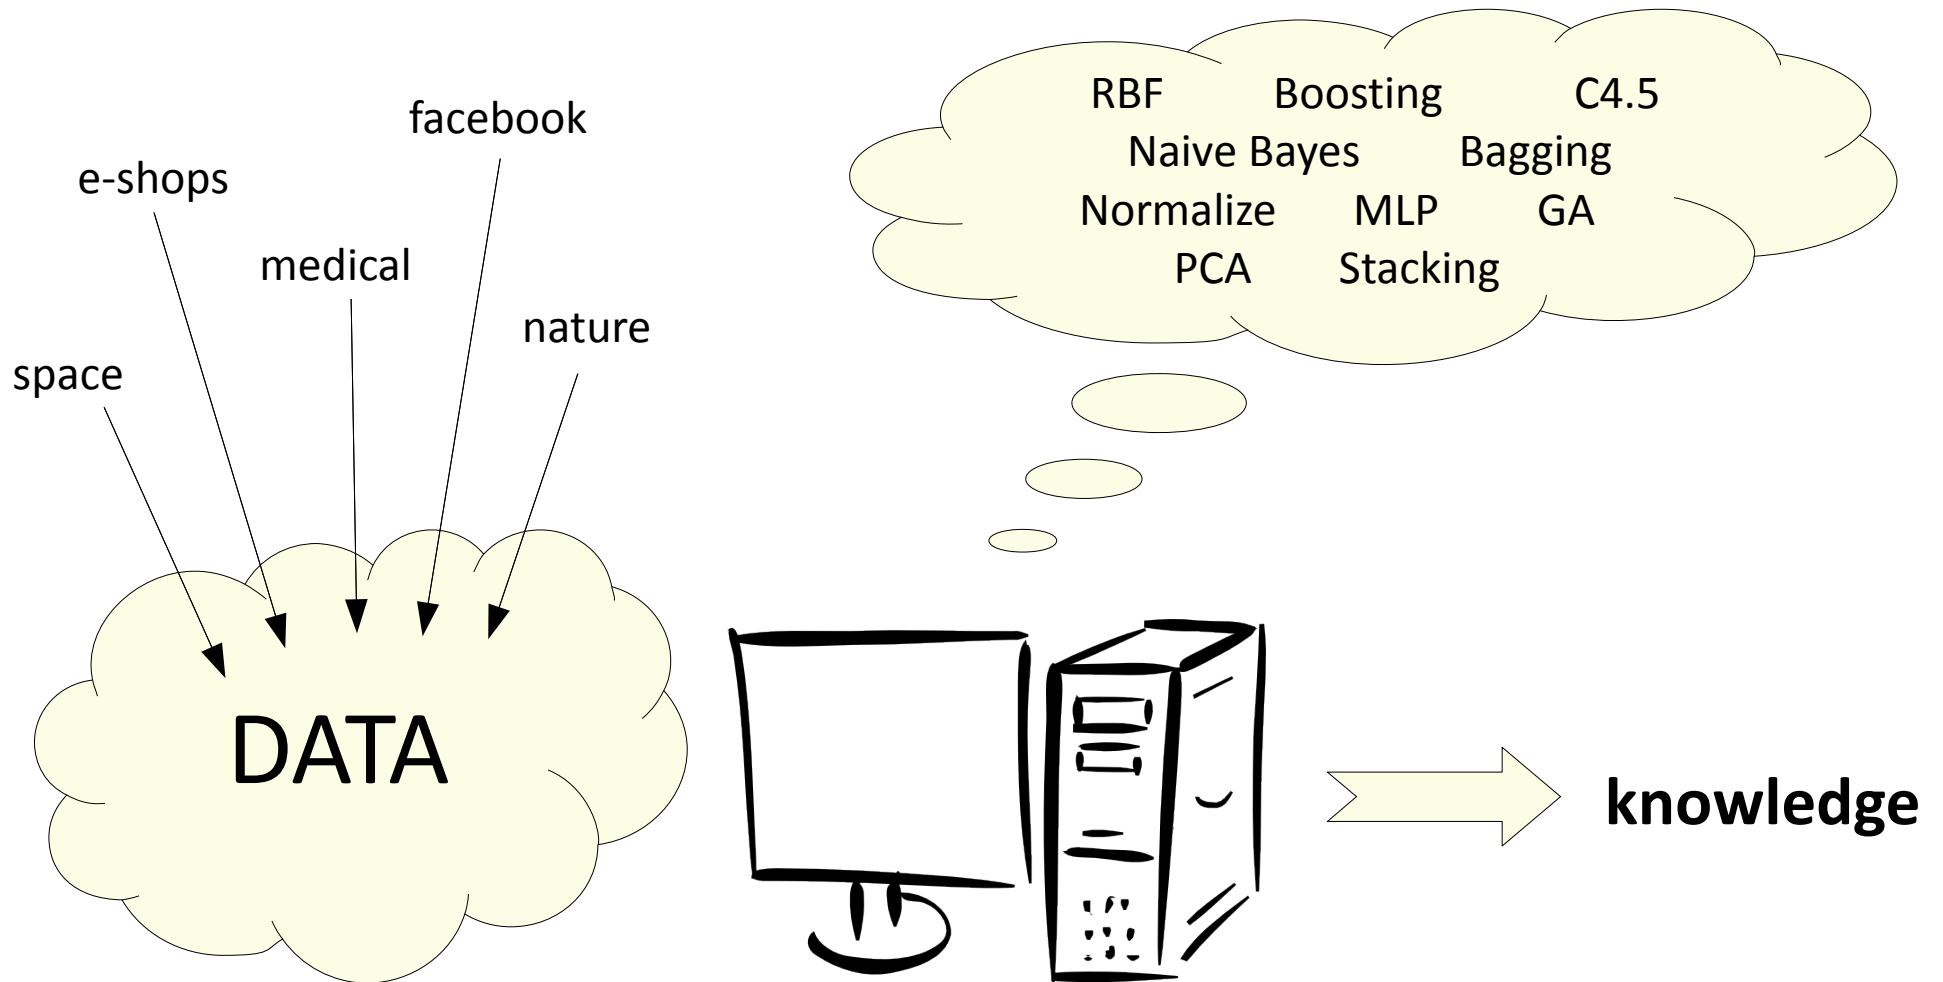 facebook
e-shops
medical
nature
space
DATA
RBF Boosting C4.5
Naive Bayes Bagging
Normalize MLP GA
PCA Stacking
knowledge